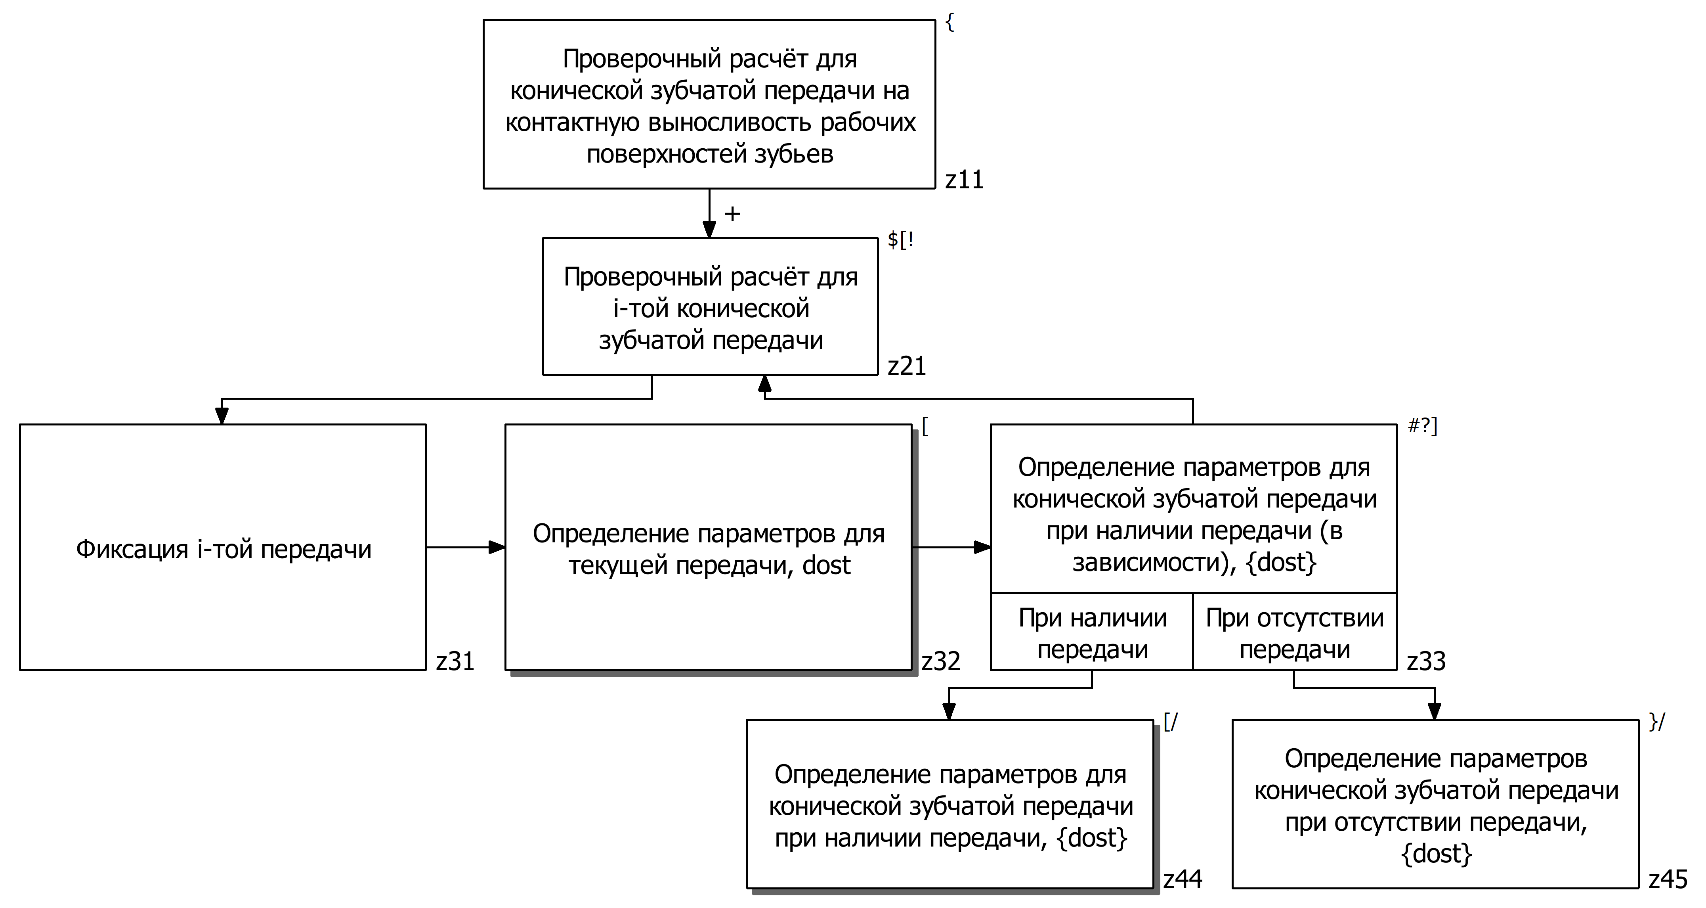 {
Проверочный расчёт для
конической зубчатой передачи на
контактную выносливость рабочих
поверхностей зубьев
z11
+
$[!
Проверочный расчёт для
i-той конической
зубчатой передачи
z21
Фиксация i-той передачи
z31
[
Определение параметров для
текущей передачи, dost
z32
#?]
Определение параметров для
конической зубчатой передачи
при наличии передачи (в
зависимости), {dost}
При наличии
передачи
При отсутствии
передачи
z33
[/
Определение параметров для
конической зубчатой передачи
при наличии передачи, {dost}
z44
}/
Определение параметров
конической зубчатой передачи
при отсутствии передачи,
{dost}
z45